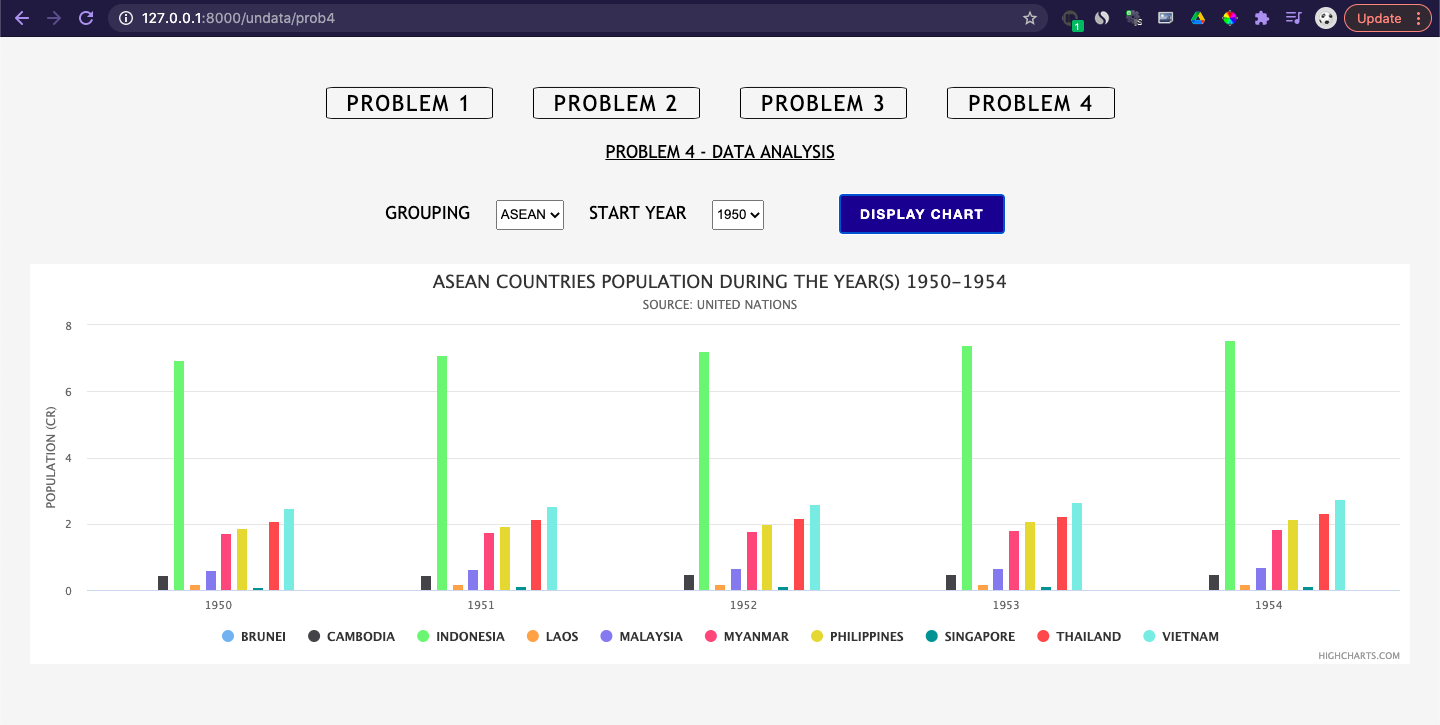 127.0.0.1:8000/undata/prob4
1
S
Update
PROBLEM 1 PROBLEM 2 PROBLEM 3 PROBLEM 4
PROBLEM 4 - DATA ANALYSIS
GROUPING ASEAN START YEAR 1950 DISPLAY CHART
ASEAN COUNTRIES POPULATION DURING THE YEAR(S) 1950-1954
SOURCE: UNITED NATIONS
POPULATION (CR)
8
6
4
2
0
1950 1951 1952 1953 1954
BRUNEI CAMBODIA INDONESIA LAOS MALAYSIA MYANMAR PHILIPPINES SINGAPORE THAILAND VIETNAM
HIGHCHARTS.COM